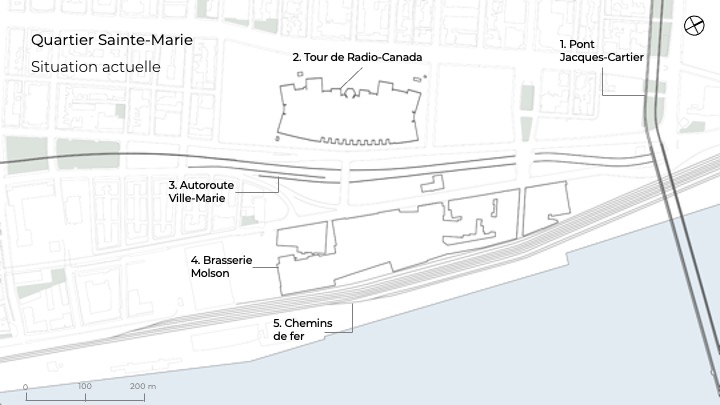 Quartier Sainte-Marie
Situation actuelle
1. Pont
Jacques-Cartier
2. Tour de Radio-Canada
3. Autoroute
Ville-Marie
4. Brasserie
Molson
5. Chemins
de fer
0 100 200 m